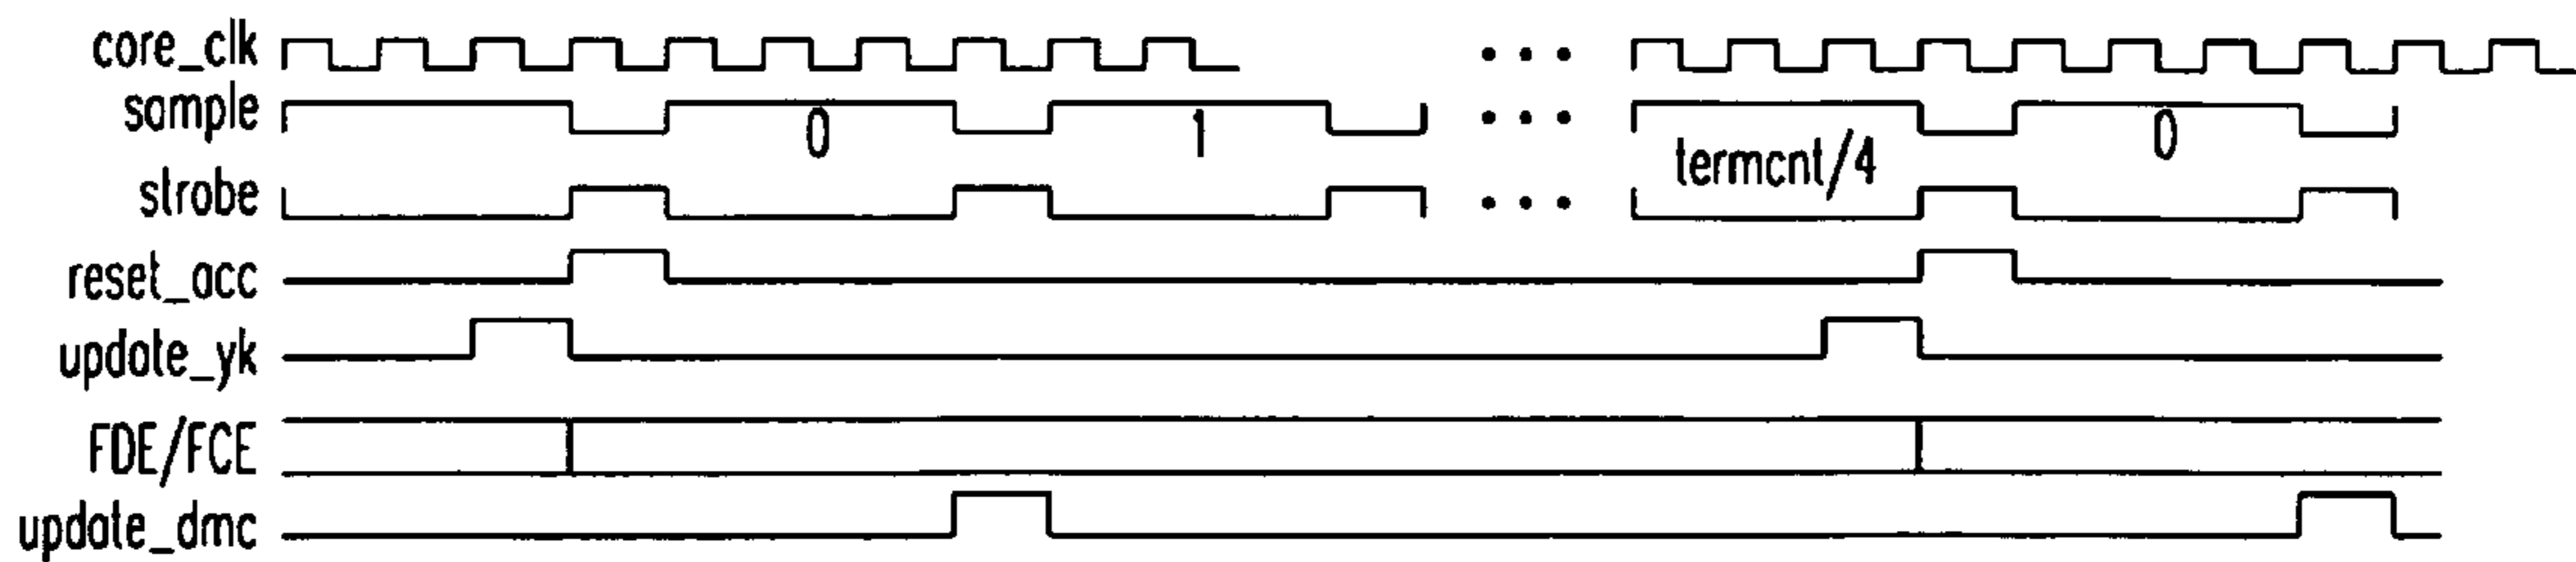 core_clk
sample 0 1 0
termcnt/4
strobe
reset_acc
update_yk
FDE/FCE
update_dmc